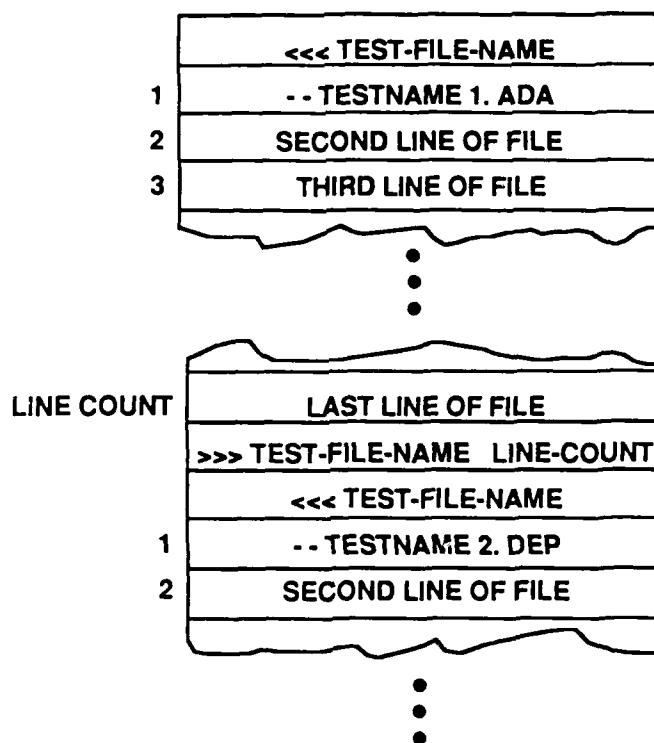 <<< TEST-FILE-NAME
1 - - TESTNAME 1. ADA
2 SECOND LINE OF FILE
3 THIRD LINE OF FILE
LINE COUNT LAST LINE OF FILE
>>> TEST-FILE-NAME LINE-COUNT
<<< TEST-FILE-NAME
1 - - TESTNAME 2. DEP
2 SECOND LINE OF FILE